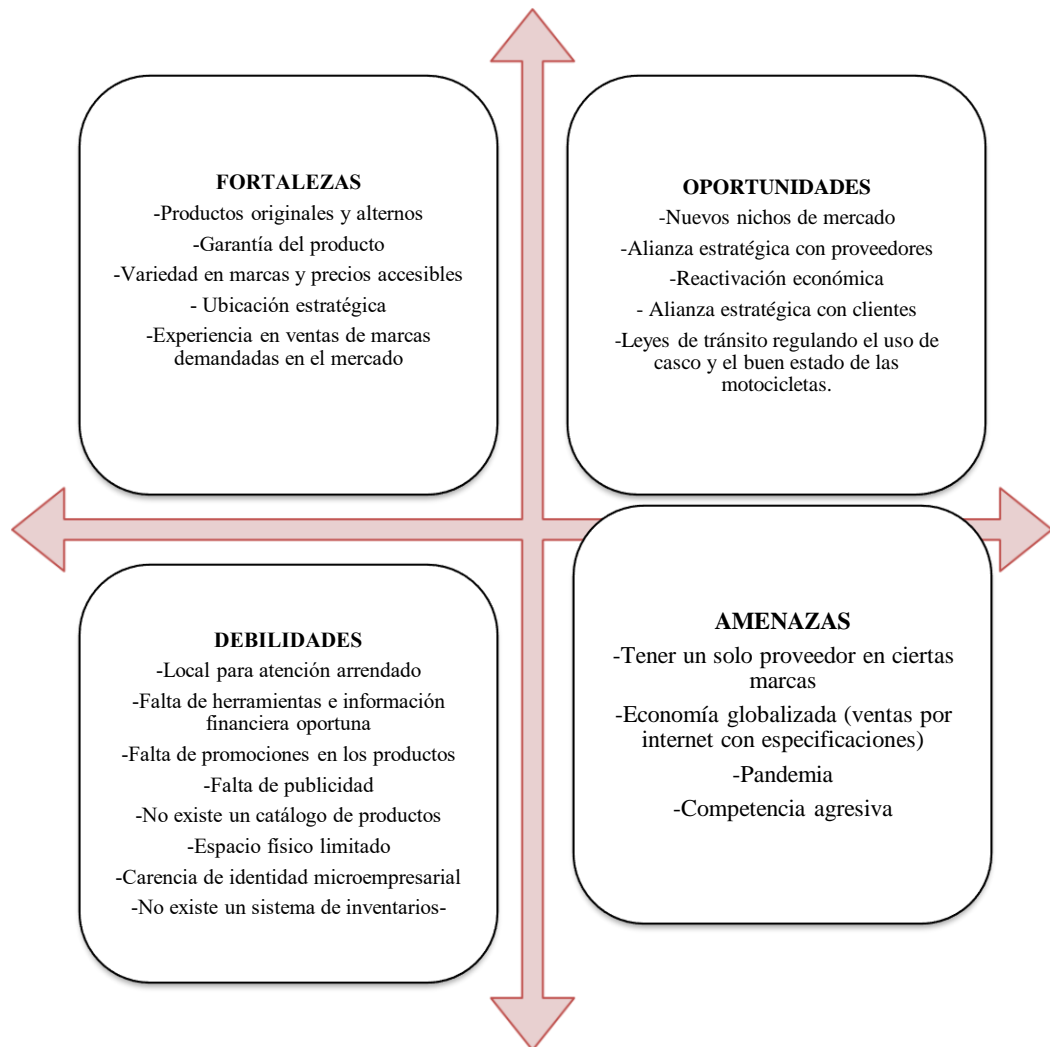 FORTALEZAS
-Productos originales y alternos
-Garantía del producto
-Variedad en marcas y precios accesibles
- Ubicación estratégica
-Experiencia en ventas de marcas
demandadas en el mercado
OPORTUNIDADES
-Nuevos nichos de mercado
-Alianza estratégica con proveedores
-Reactivación económica
- Alianza estratégica con clientes
-Leyes de tránsito regulando el uso de
casco y el buen estado de las
motocicletas.
DEBILIDADES
-Local para atención arrendado
-Falta de herramientas e información
financiera oportuna
-Falta de promociones en los productos
-Falta de publicidad
-No existe un catálogo de productos
-Espacio físico limitado
-Carencia de identidad microempresarial
-No existe un sistema de inventarios-
AMENAZAS
-Tener un solo proveedor en ciertas
marcas
-Economía globalizada (ventas por
internet con especificaciones)
-Pandemia
-Competencia agresiva